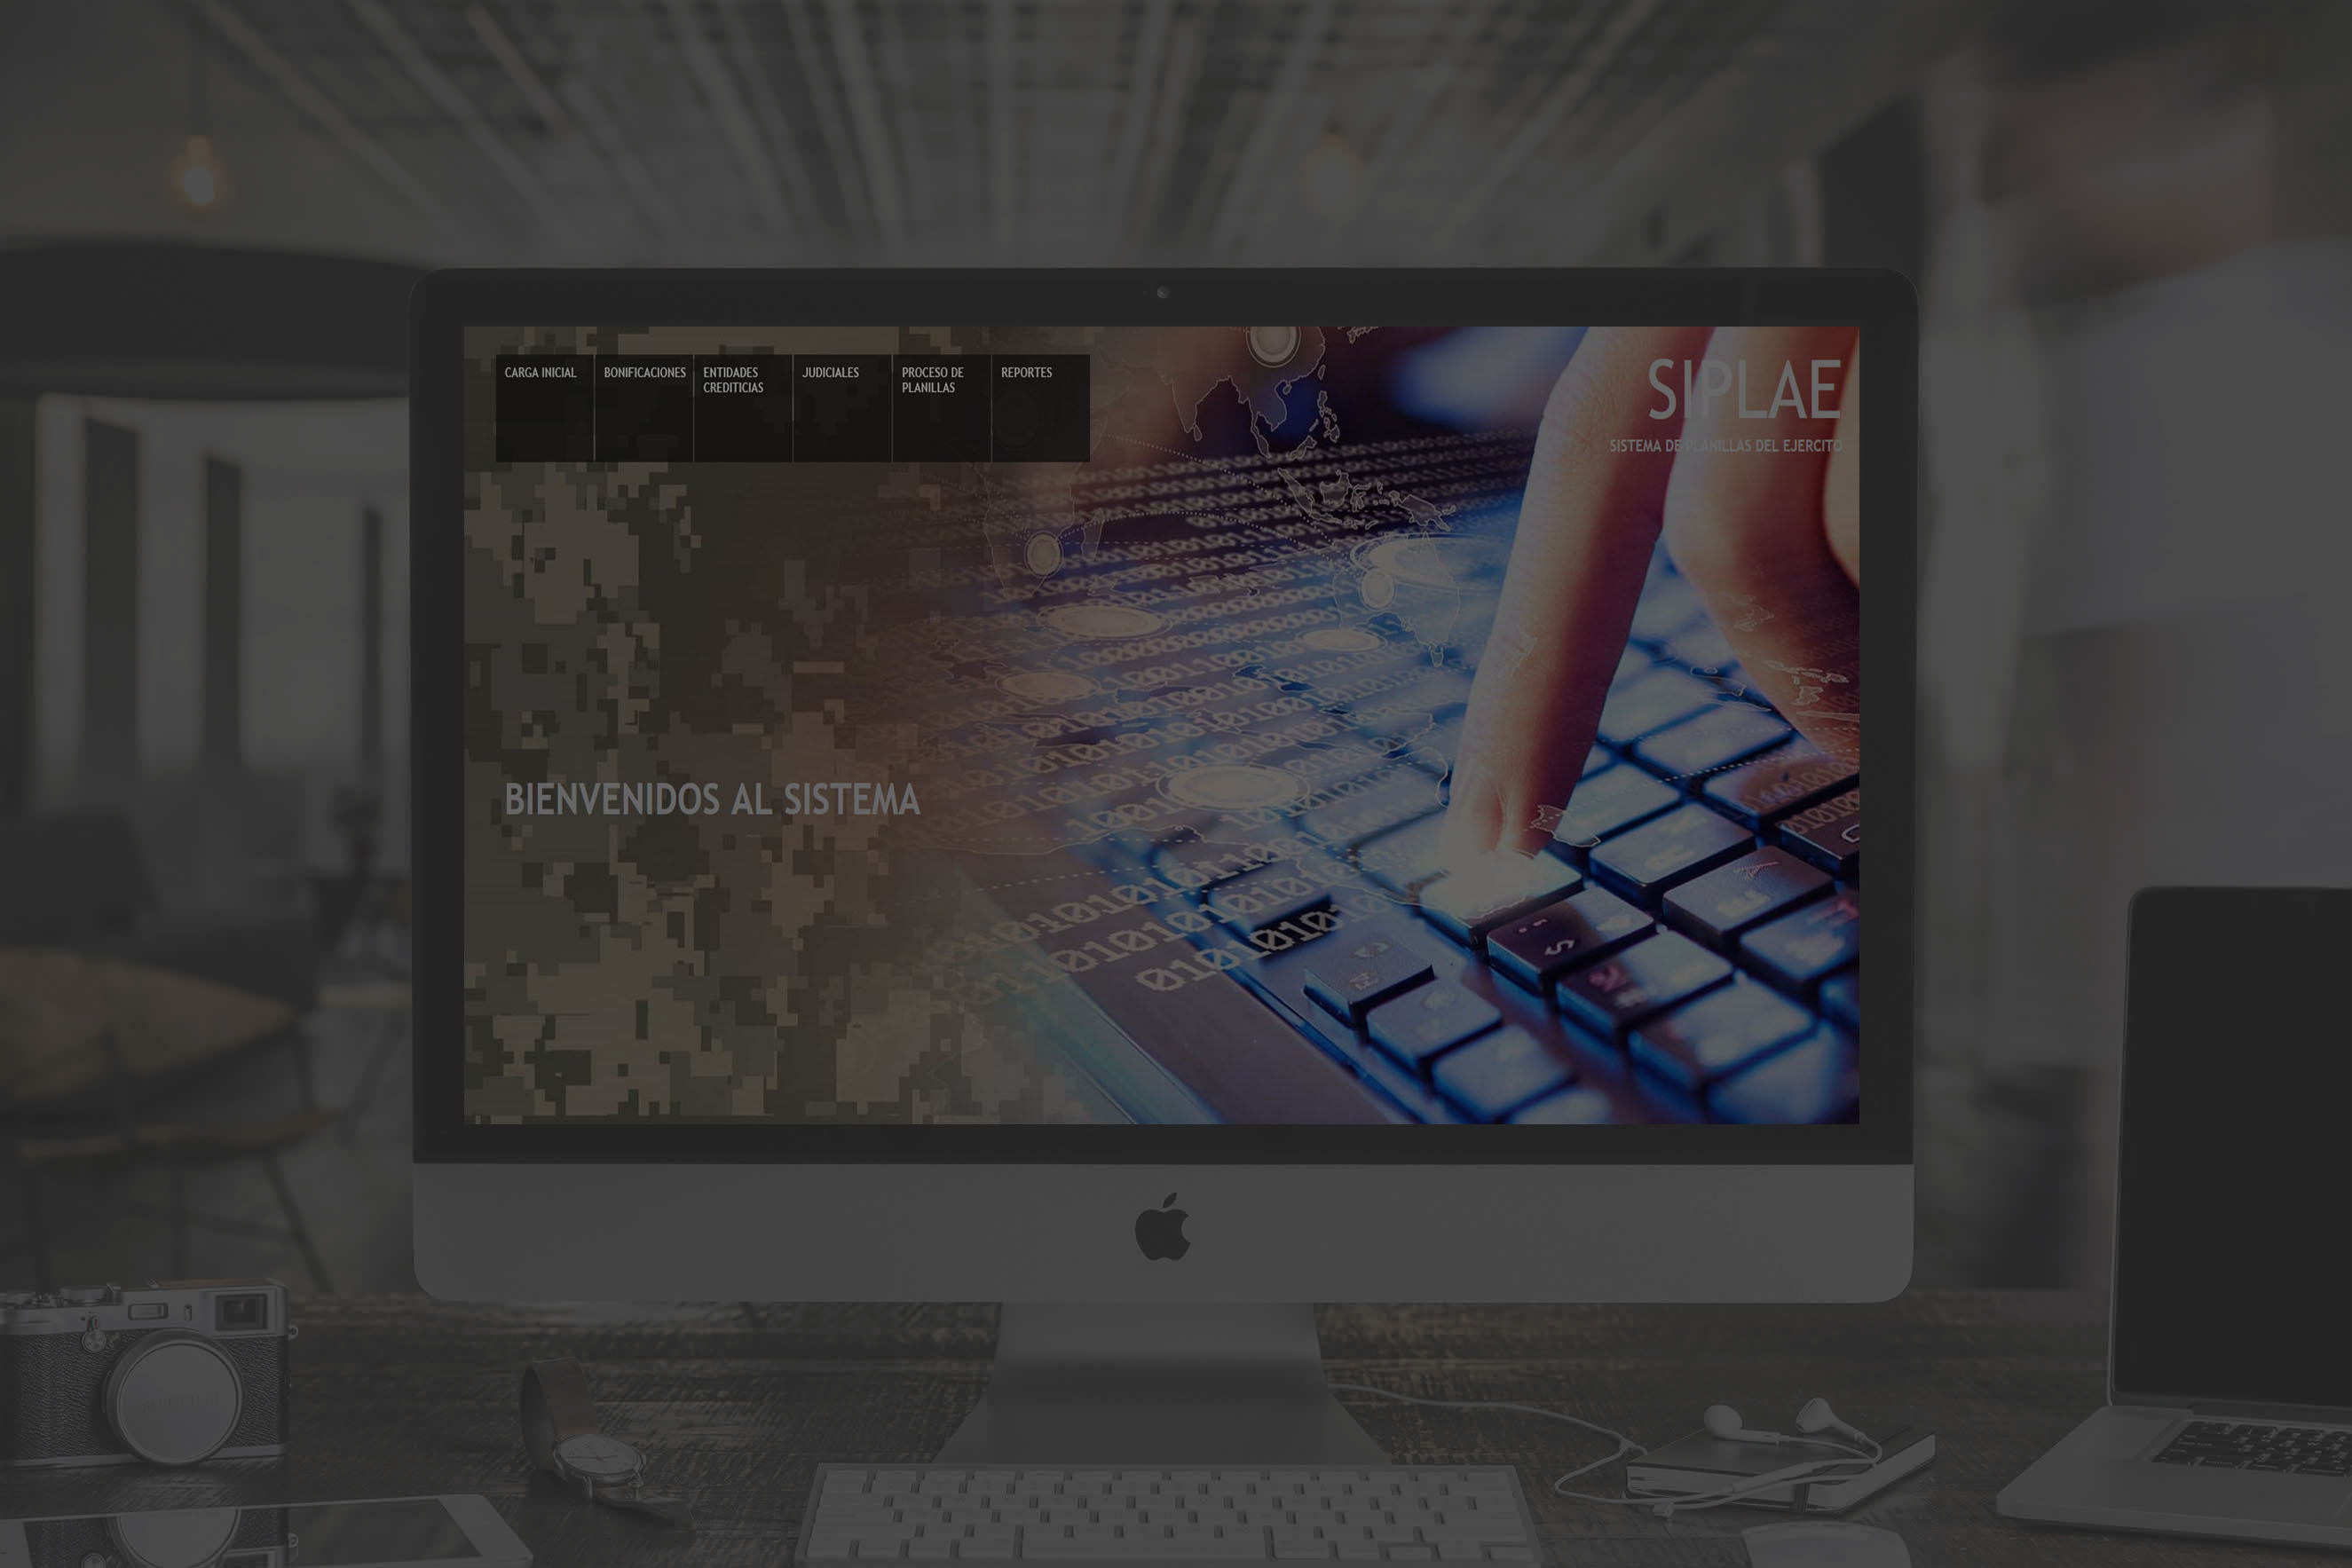 CARGA INICIAL
BONIFICACIONES
ENTIDADES
CREDITICIAS
JUDICIALES
PROCESO DE
PLANILLAS
REPORTES
SIPLAE
SISTEMA DE PLANILLAS DEL EJERCITO
BIENVENIDOS AL SISTEMA